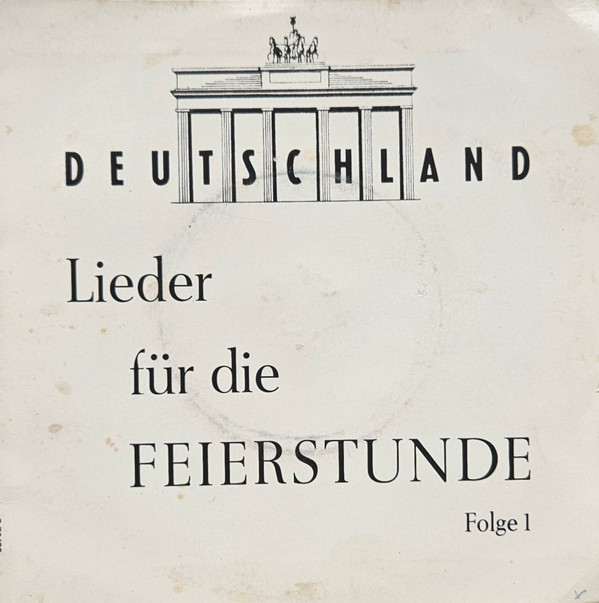 DEUTSCHLAND
Lieder
für die
FEIERSTUNDE
Folge 1